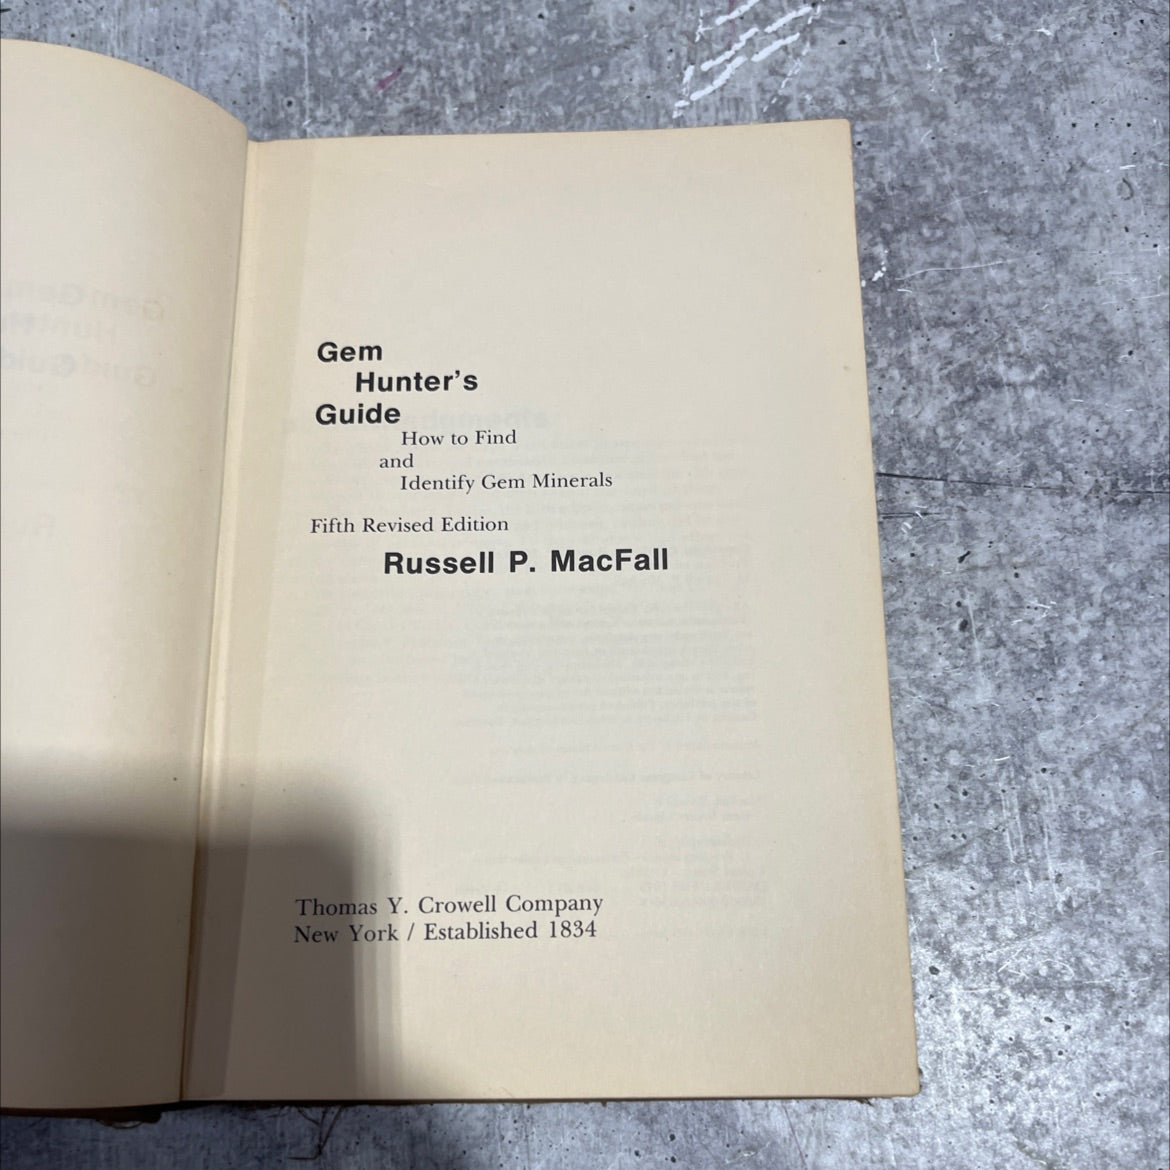 Gem
Hunter's
Guide
How to Find
and
Identify Gem Minerals
Fifth Revised Edition
Russell P. MacFall
Thomas Y. Crowell Company
New York / Established 1834